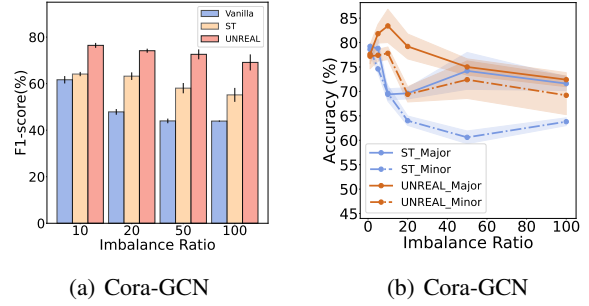 Vanilla
ST
UNREAL
F1-score(%)
80
60
40
20
0
10 20 50 100
Imbalance Ratio
(a) Cora-GCN
Accuracy (%)
85
80
75
70
65
60
55
50
45
ST_Major
ST_Minor
UNREAL_Major
UNREAL_Minor
0 20 40 60 80 100
Imbalance Ratio
(b) Cora-GCN